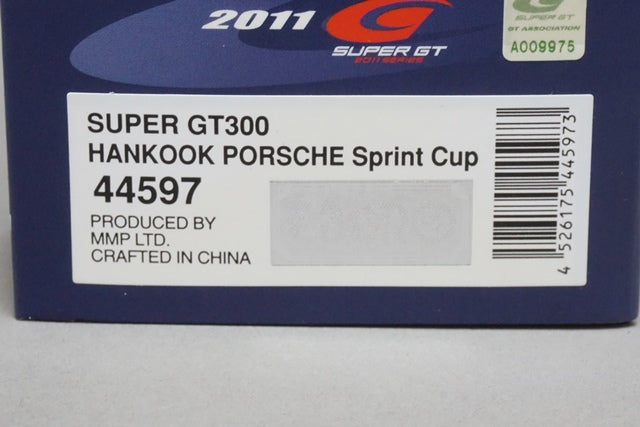 2011
SUPER GT
2011 SERIES
SUPER GT
GT ASSOCIATION
A009975
SUPER GT300
HANKOOK PORSCHE Sprint Cup
44597
PRODUCED BY
MMP LTD.
CRAFTED IN CHINA
4 526175 445973